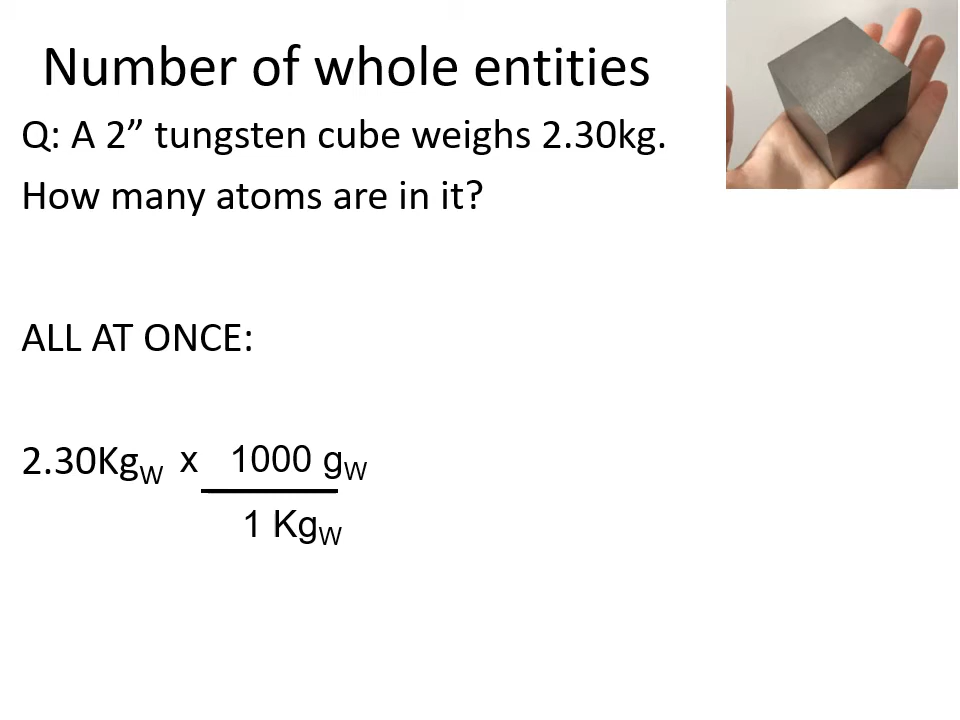 Number of whole entities
Q: A 2” tungsten cube weighs 2.30kg.
How many atoms are in it?
ALL AT ONCE:
2.30KgW x 1000 gW
1 KgW